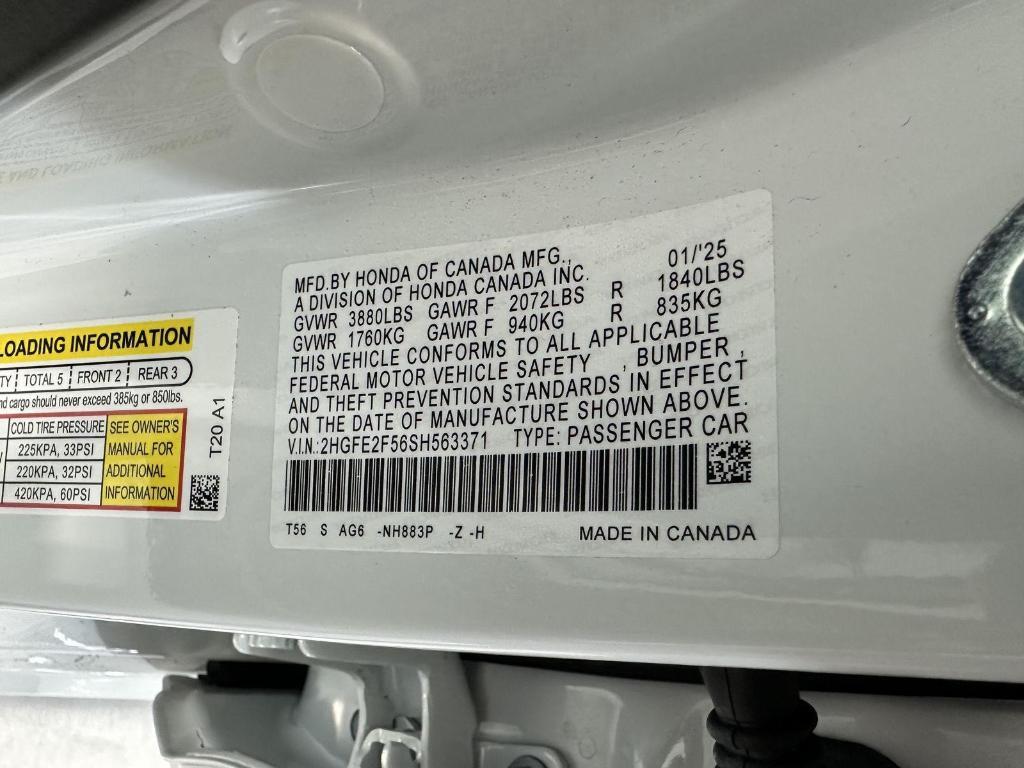 LOADING INFORMATION
TOTAL 5 FRONT 2 REAR 3
cargo should never exceed 385kg or 850lbs.
COLD TIRE PRESSURE SEE OWNER'S
225KPA, 33PSI MANUAL FOR
220KPA, 32PSI ADDITIONAL
420KPA, 60PSI INFORMATION
T20 A1
MFD.BY HONDA OF CANADA MFG., 01/'25
A DIVISION OF HONDA CANADA INC.
GVWR 3880LBS GAWR F 2072LBS R 1840LBS
GVWR 1760KG GAWR F 940KG R 835KG
THIS VEHICLE CONFORMS TO ALL APPLICABLE
FEDERAL MOTOR VEHICLE SAFETY , BUMPER ,
AND THEFT PREVENTION STANDARDS IN EFFECT
ON THE DATE OF MANUFACTURE SHOWN ABOVE.
V.I.N.:2HGFE2F56SH563371 TYPE: PASSENGER CAR
T56 S AG6 -NH883P -Z -H MADE IN CANADA